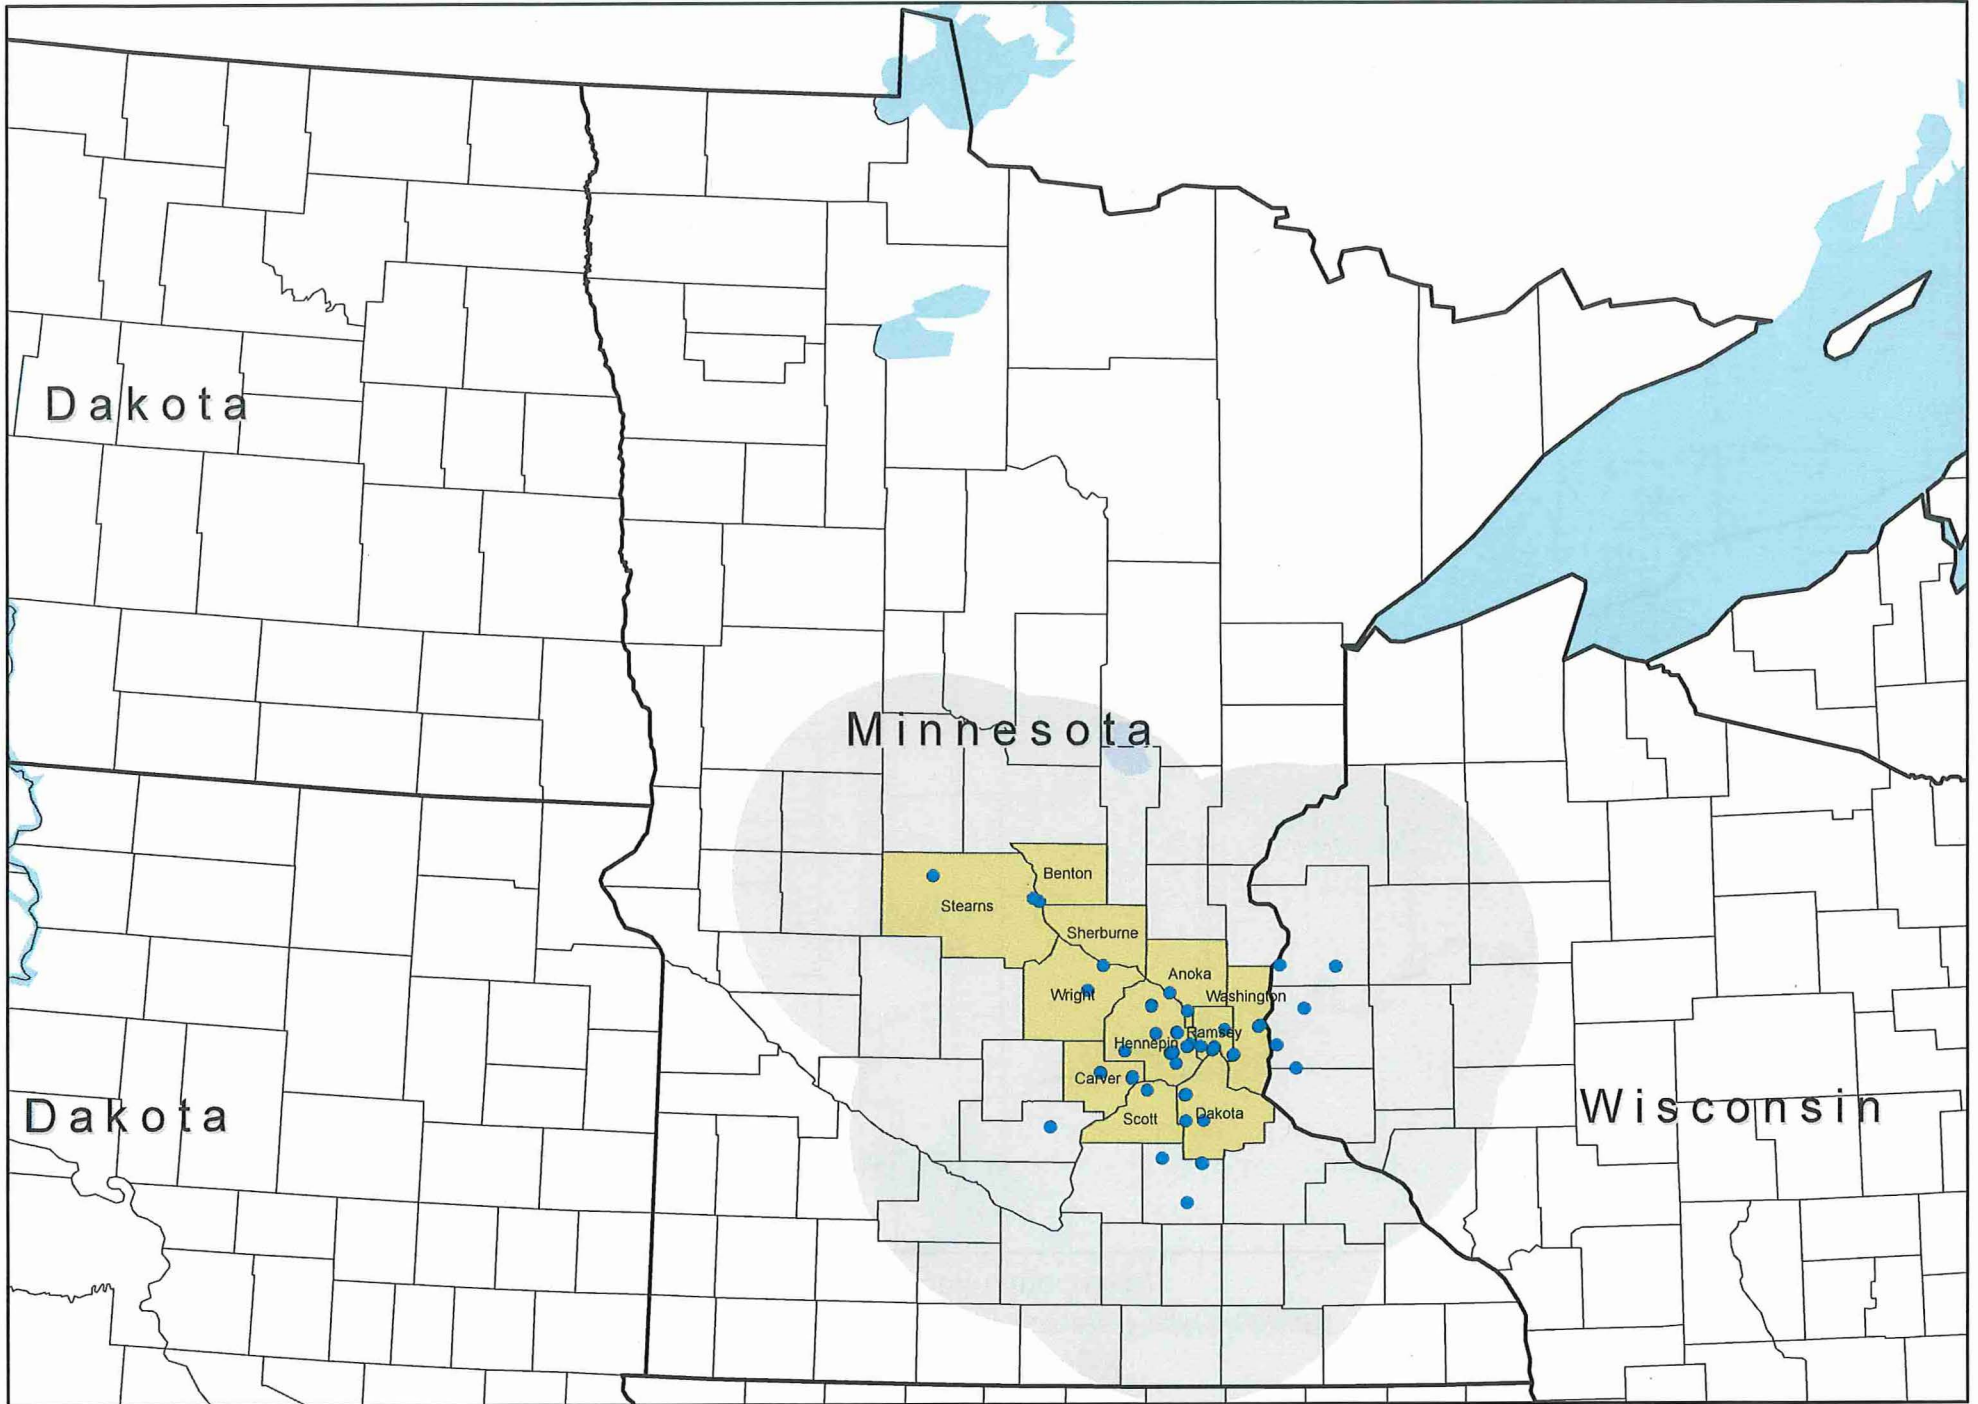 Dakota
Minnesota
Benton
Stearns
Sherburne
Anoka
Wright
Washington
Ramsey
Hennepin
Carver
Scott
Dakota
Dakota
Wisconsin